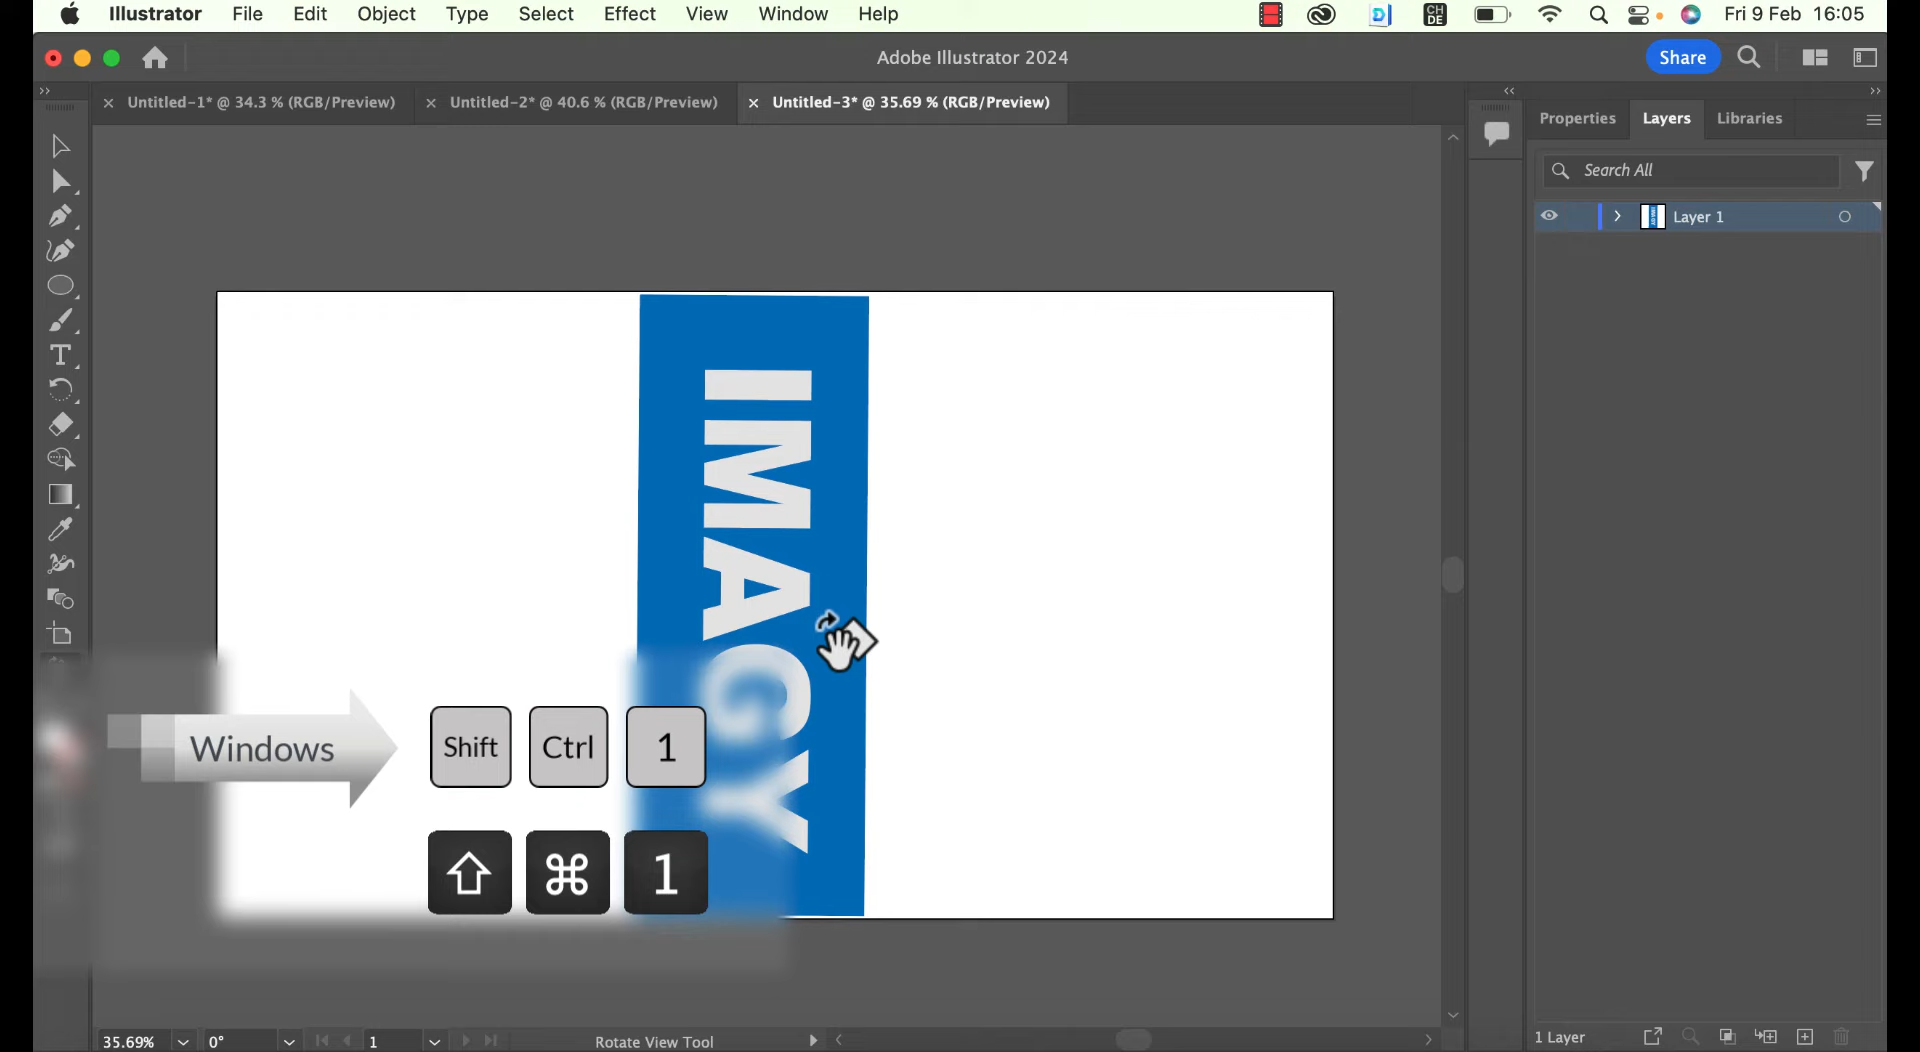 Illustrator File Edit Object Type Select Effect View Window Help CH DE Fri 9 Feb 16:05
Adobe Illustrator 2024 Share
Untitled-1* @ 34.3 % (RGB/Preview) Untitled-2* @ 40.6 % (RGB/Preview) Untitled-3* @ 35.69 % (RGB/Preview)
Properties Layers Libraries
Search All
Layer 1
IMAGY
Windows Shift Ctrl 1
⇧ ⌘ 1
35.69% 0° 1 Rotate View Tool 1 Layer